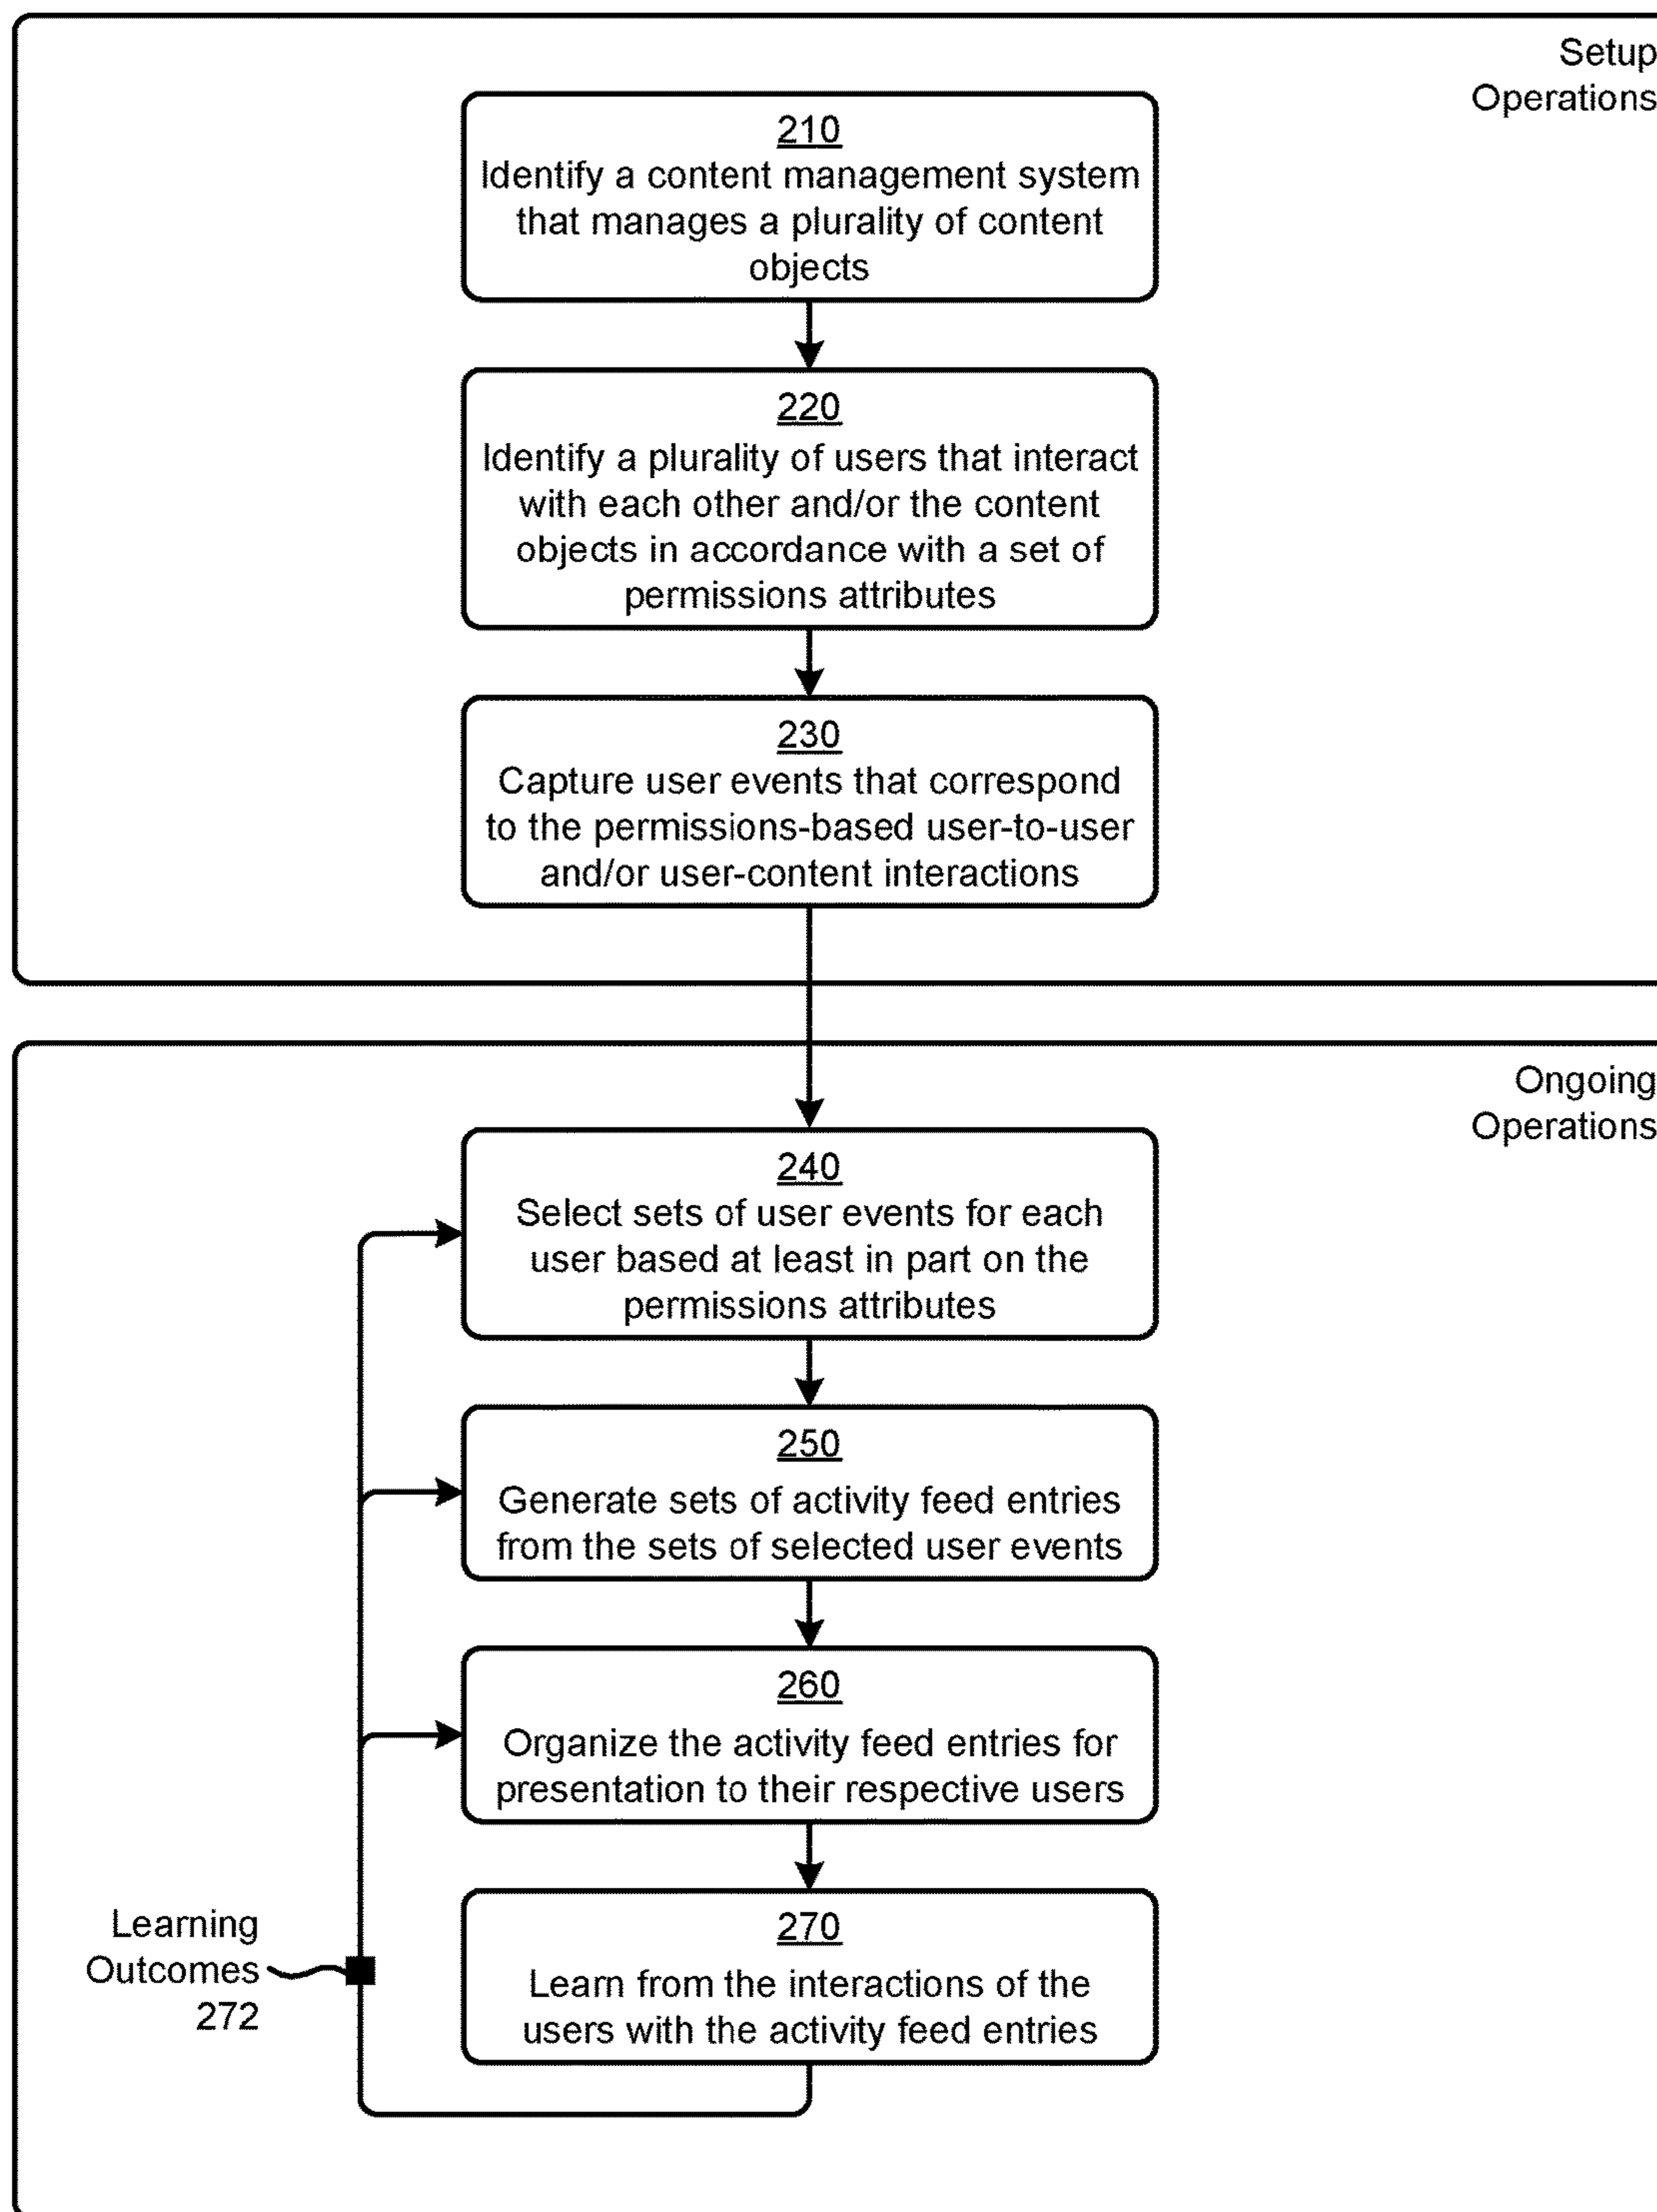 Setup
Operations
210
Identify a content management system
that manages a plurality of content
objects
220
Identify a plurality of users that interact
with each other and/or the content
objects in accordance with a set of
permissions attributes
230
Capture user events that correspond
to the permissions-based user-to-user
and/or user-content interactions
Ongoing
Operations
240
Select sets of user events for each
user based at least in part on the
permissions attributes
250
Generate sets of activity feed entries
from the sets of selected user events
260
Organize the activity feed entries for
presentation to their respective users
270
Learn from the interactions of the
users with the activity feed entries
Learning
Outcomes
272